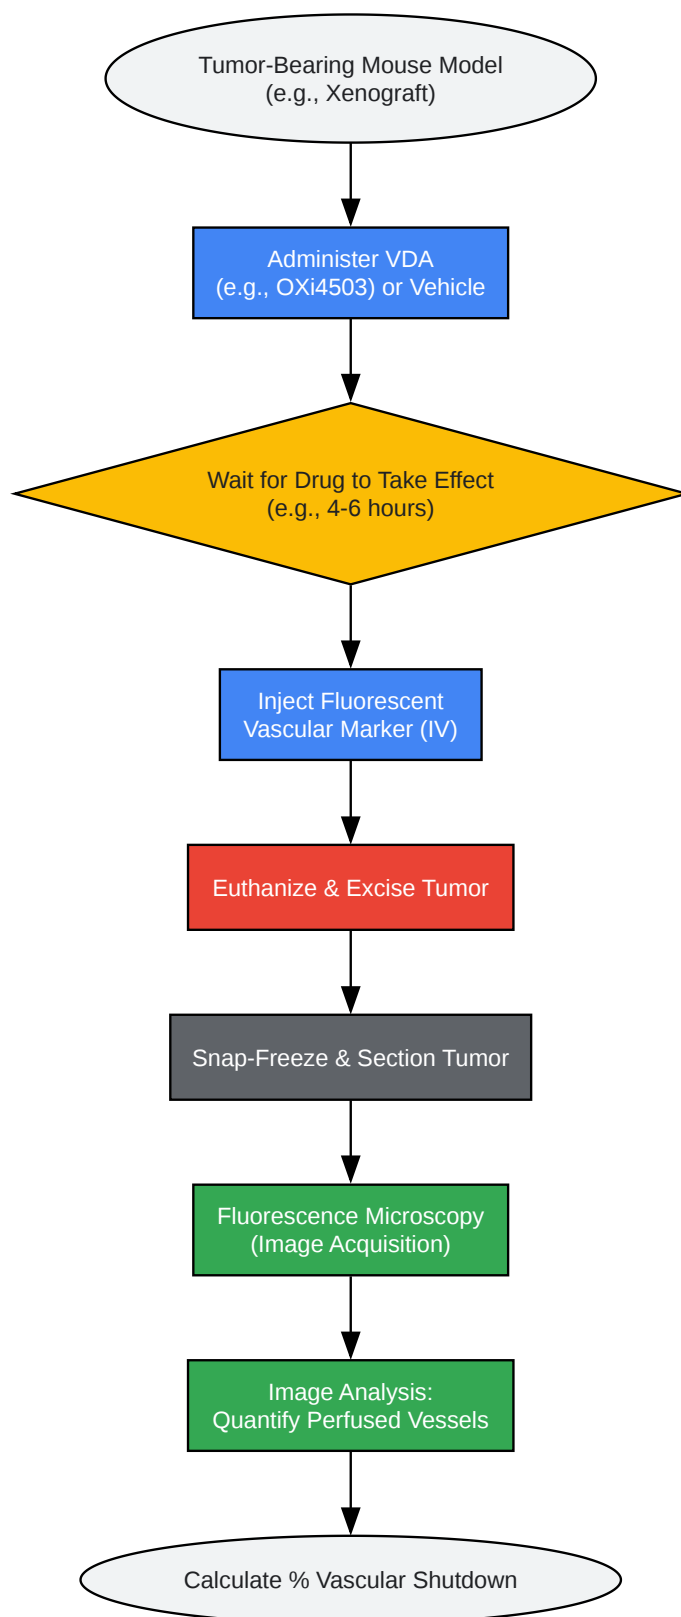 Tumor-Bearing Mouse Model
(e.g., Xenograft)
Administer VDA
(e.g., OXi4503) or Vehicle
Wait for Drug to Take Effect
(e.g., 4-6 hours)
Inject Fluorescent
Vascular Marker (IV)
Euthanize & Excise Tumor
Snap-Freeze & Section Tumor
Fluorescence Microscopy
(Image Acquisition)
Image Analysis:
Quantify Perfused Vessels
Calculate % Vascular Shutdown